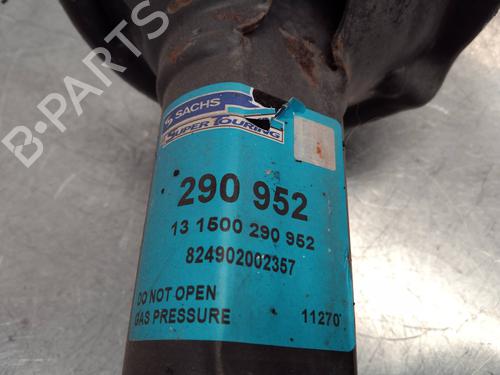 B-PARTS
SACHS
SUPER TOURING
290 952
13 1500 290 952
824902002357
DO NOT OPEN
GAS PRESSURE 11270